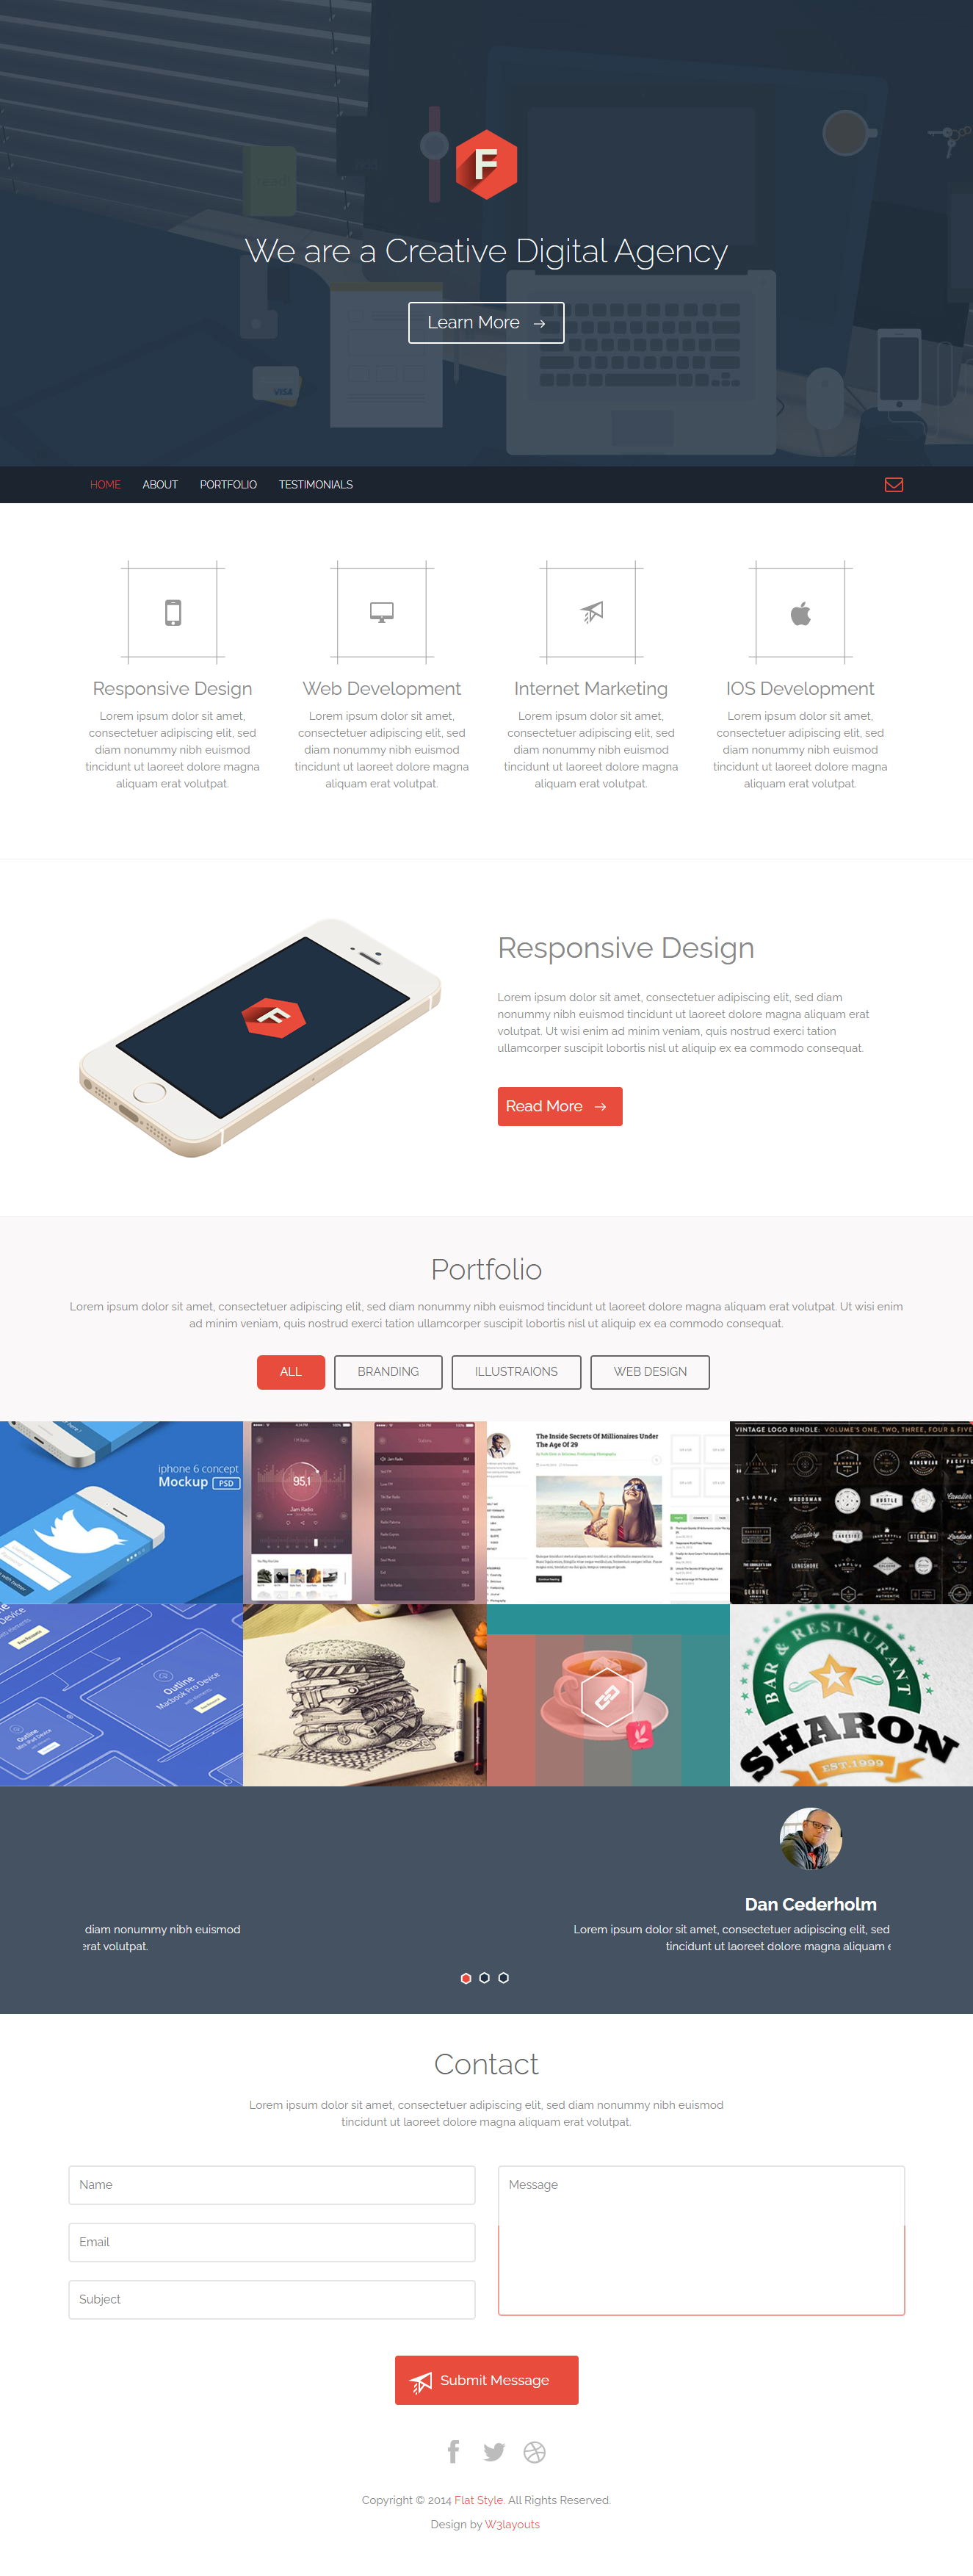 F
We are a Creative Digital Agency
Learn More
VISA
HOME ABOUT PORTFOLIO TESTIMONIALS
Responsive Design
Lorem ipsum dolor sit amet,
consectetuer adipiscing elit, sed
diam nonummy nibh euismod
tincidunt ut laoreet dolore magna
aliquam erat volutpat.
Web Development
Lorem ipsum dolor sit amet,
consectetuer adipiscing elit, sed
diam nonummy nibh euismod
tincidunt ut laoreet dolore magna
aliquam erat volutpat.
Internet Marketing
Lorem ipsum dolor sit amet,
consectetuer adipiscing elit, sed
diam nonummy nibh euismod
tincidunt ut laoreet dolore magna
aliquam erat volutpat.
IOS Development
Lorem ipsum dolor sit amet,
consectetuer adipiscing elit, sed
diam nonummy nibh euismod
tincidunt ut laoreet dolore magna
aliquam erat volutpat.
F
Responsive Design
Lorem ipsum dolor sit amet, consectetuer adipiscing elit, sed diam
nonummy nibh euismod tincidunt ut laoreet dolore magna aliquam erat
volutpat. Ut wisi enim ad minim veniam, quis nostrud exerci tation
ullamcorper suscipit lobortis nisl ut aliquip ex ea commodo consequat.
Read More
Portfolio
Lorem ipsum dolor sit amet, consectetuer adipiscing elit, sed diam nonummy nibh euismod tincidunt ut laoreet dolore magna aliquam erat volutpat. Ut wisi enim
ad minim veniam, quis nostrud exerci tation ullamcorper suscipit lobortis nisl ut aliquip ex ea commodo consequat.
ALL BRANDING ILLUSTRAIONS WEB DESIGN
iphone 6 concept
Mockup PSD
95,1
Jam Radio
The Inside Secrets Of Millionaires Under
The Age Of 29
VINTAGE LOGO BUNDLE: VOLUME'S ONE, TWO, THREE, FOUR & FIVE
ATLANTIC
WOODSMAN
HUSTLE
Outline
Macbook Pro Device
BAR & RESTAURANT
SHARON
EST.1999
Dan Cederholm
diam nonummy nibh euismod
erat volutpat.
Lorem ipsum dolor sit amet, consectetuer adipiscing elit, sed
tincidunt ut laoreet dolore magna aliquam e
Contact
Lorem ipsum dolor sit amet, consectetuer adipiscing elit, sed diam nonummy nibh euismod
tincidunt ut laoreet dolore magna aliquam erat volutpat.
Name
Email
Subject
Message
Submit Message
Copyright © 2014 Flat Style. All Rights Reserved.
Design by W3layouts